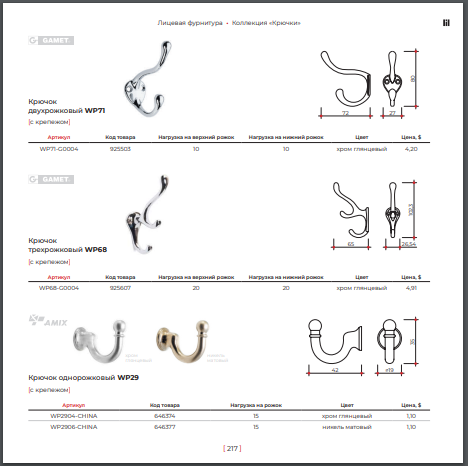 Лицевая фурнитура • Коллекция «Крючки»
GAMET
Крючок
двухрожковый WP71
[с крепежом]
80
72
27
Артикул Код товара Нагрузка на верхний рожок Нагрузка на нижний рожок Цвет Цена, $
WP71-G0004 925503 10 10 хром глянцевый 4,20
GAMET
Крючок
трехрожковый WP68
[с крепежом]
102,5
65
26,54
Артикул Код товара Нагрузка на верхний рожок Нагрузка на нижний рожок Цвет Цена, $
WP68-G0004 925607 20 20 хром глянцевый 4,91
AMIX
хром
глянцевый
никель
матовый
35
42
Крючок однорожковый WP29
[с крепежом]
Артикул Код товара Нагрузка на рожок Цвет Цена, $
WP2904-CHINA 646374 15 хром глянцевый 1,10
WP2906-CHINA 646377 15 никель матовый 1,10
[ 217 ]